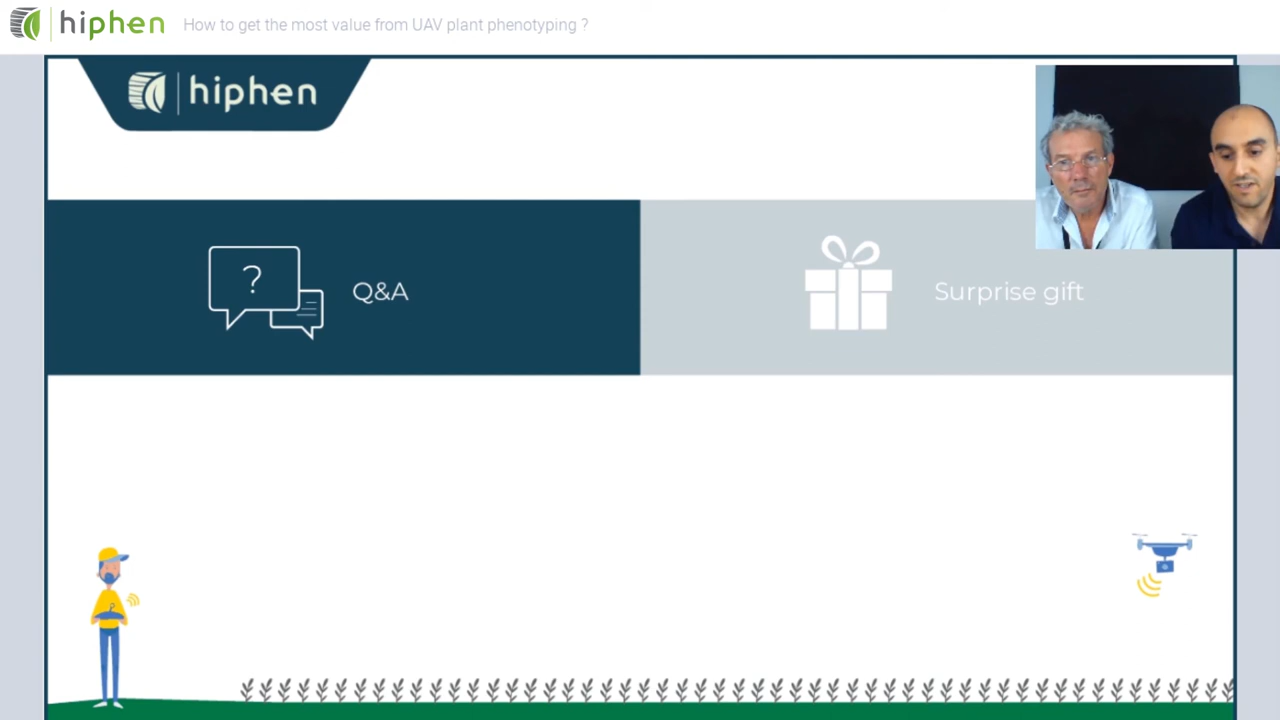 hiphen How to get the most value from UAV plant phenotyping ?
hiphen
?
Q&A
Surprise gift